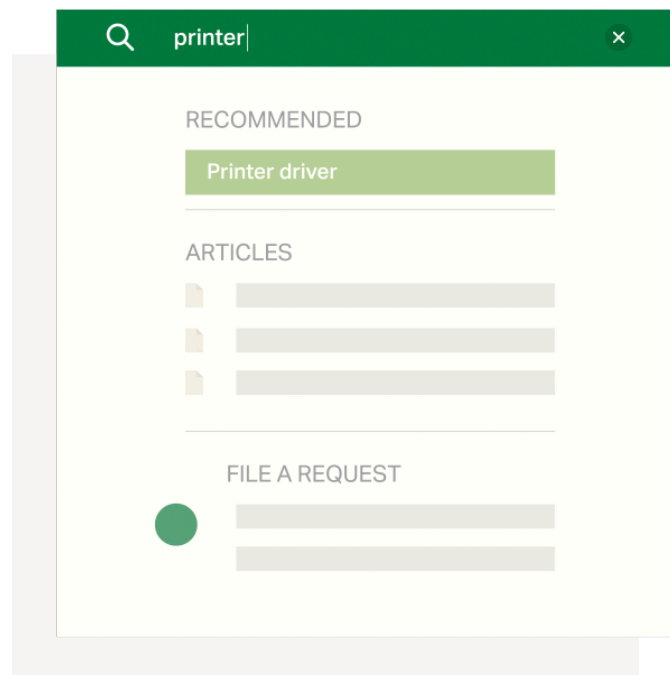 printer
RECOMMENDED
Printer driver
ARTICLES
FILE A REQUEST